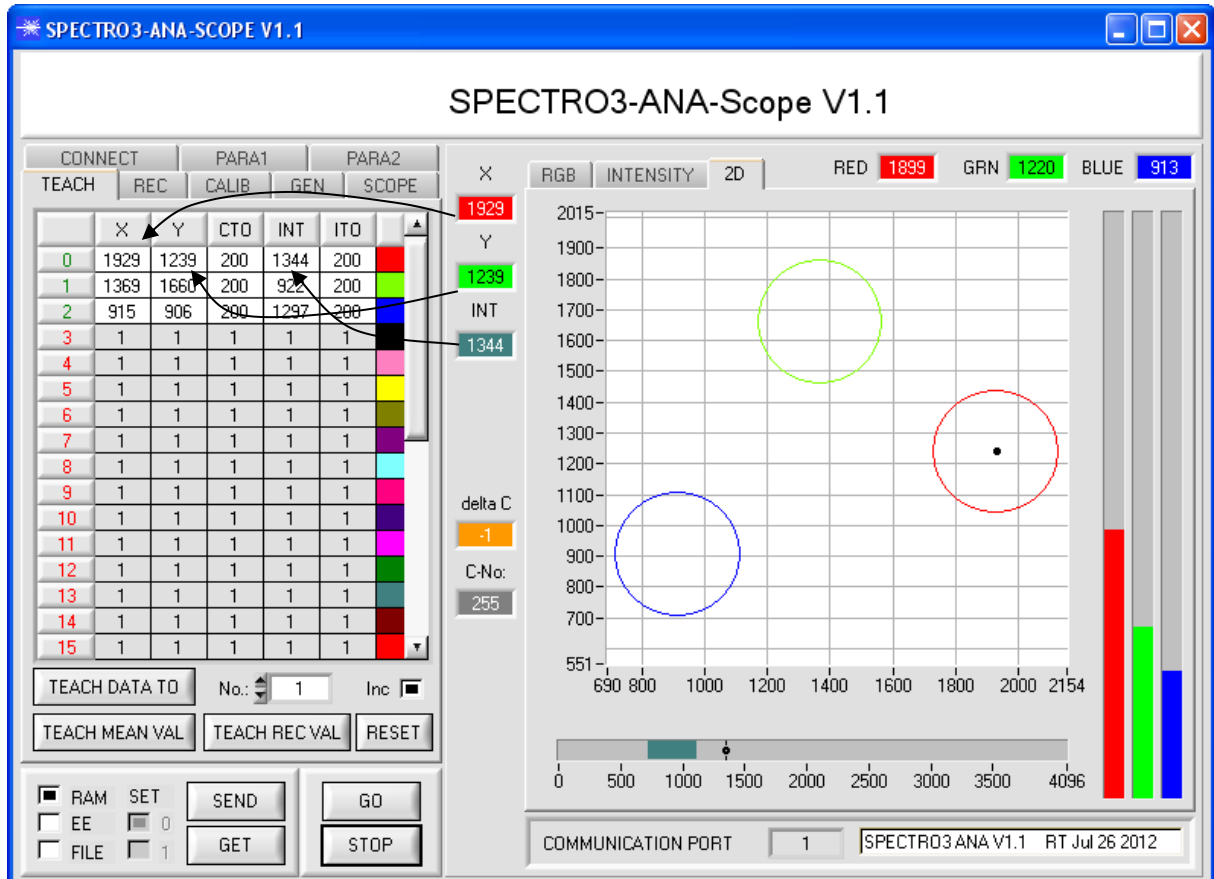 SPECTRO3-ANA-SCOPE V1.1
SPECTRO3-ANA-Scope V1.1
CONNECT PARA1 PARA2
TEACH REC CALIB GEN SCOPE
X Y CTO INT ITO
0 1929 1239 200 1344 200
1 1369 1660 200 922 200
2 915 906 200 1297 200
3 1 1 1 1 1
4 1 1 1 1 1
5 1 1 1 1 1
6 1 1 1 1 1
7 1 1 1 1 1
8 1 1 1 1 1
9 1 1 1 1 1
10 1 1 1 1 1
11 1 1 1 1 1
12 1 1 1 1 1
13 1 1 1 1 1
14 1 1 1 1 1
15 1 1 1 1 1
TEACH DATA TO No.: 1 Inc
TEACH MEAN VAL TEACH REC VAL RESET
RAM SET SEND GO
EE 0
FILE 1 GET STOP
X
1929
Y
1239
INT
1344
delta C
-1
C-No:
255
RGB INTENSITY 2D RED 1899 GRN 1220 BLUE 913
2015
1900
1800
1700
1600
1500
1400
1300
1200
1100
1000
900
800
700
551
690 800 1000 1200 1400 1600 1800 2000 2154
0 500 1000 1500 2000 2500 3000 3500 4096
COMMUNICATION PORT 1 SPECTRO3 ANA V1.1 RT Jul 26 2012